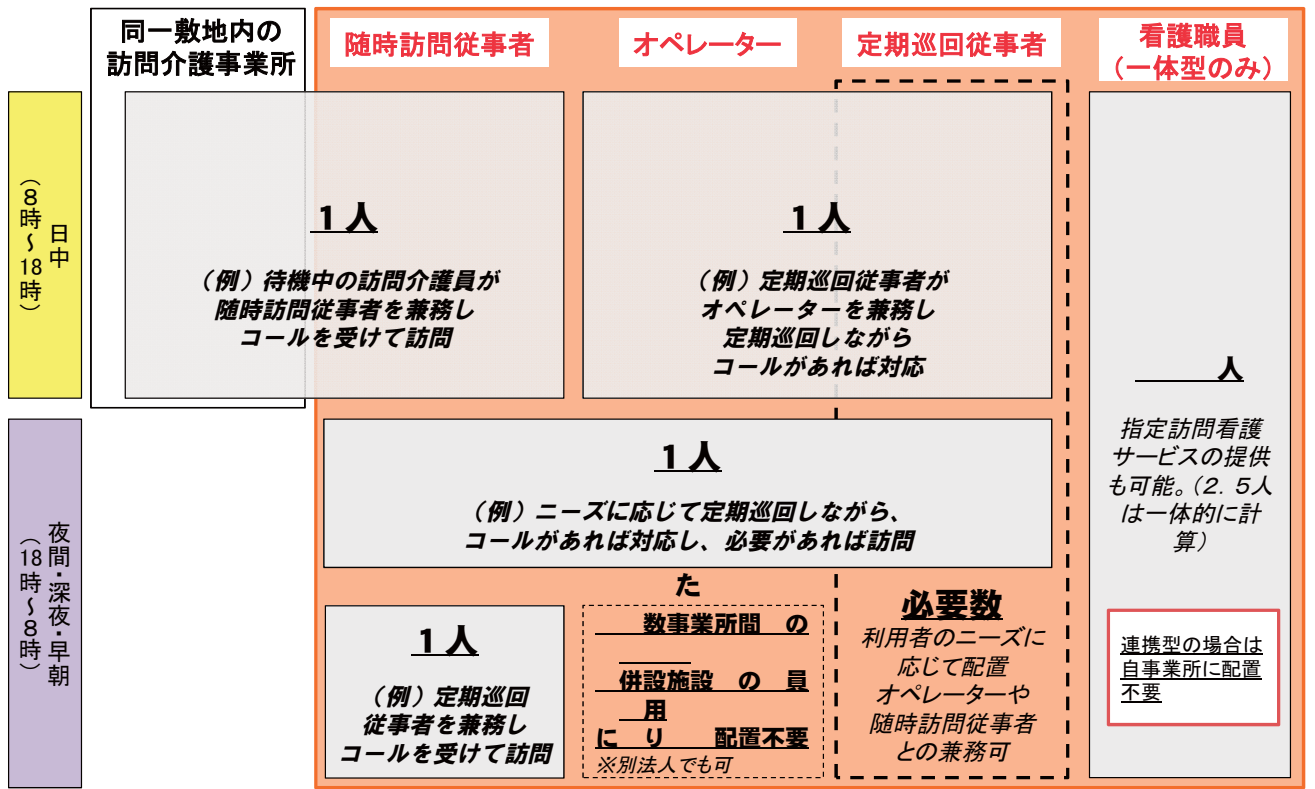 同一敷地内の
訪問介護事業所
随時訪問従事者
オペレーター
定期巡回従事者
看護職員
(一体型のみ)
日中
(8時~18時)
1人
(例)待機中の訪問介護員が
随時訪問従事者を兼務し
コールを受けて訪問
1人
(例)定期巡回従事者が
オペレーターを兼務し
定期巡回しながら
コールがあれば対応
人
指定訪問看護
サービスの提供
も可能。(2.5人
は一体的に計
算)
連携型の場合は
自事業所に配置
不要
夜間・深夜・早朝
(18時~8時)
1人
(例)ニーズに応じて定期巡回しながら、
コールがあれば対応し、必要があれば訪問
1人
(例)定期巡回
従事者を兼務し
コールを受けて訪問
た
数事業所間 の
併設施設 の 員
用
に り 配置不要
※別法人でも可
必要数
利用者のニーズに
応じて配置
オペレーターや
随時訪問従事者
との兼務可